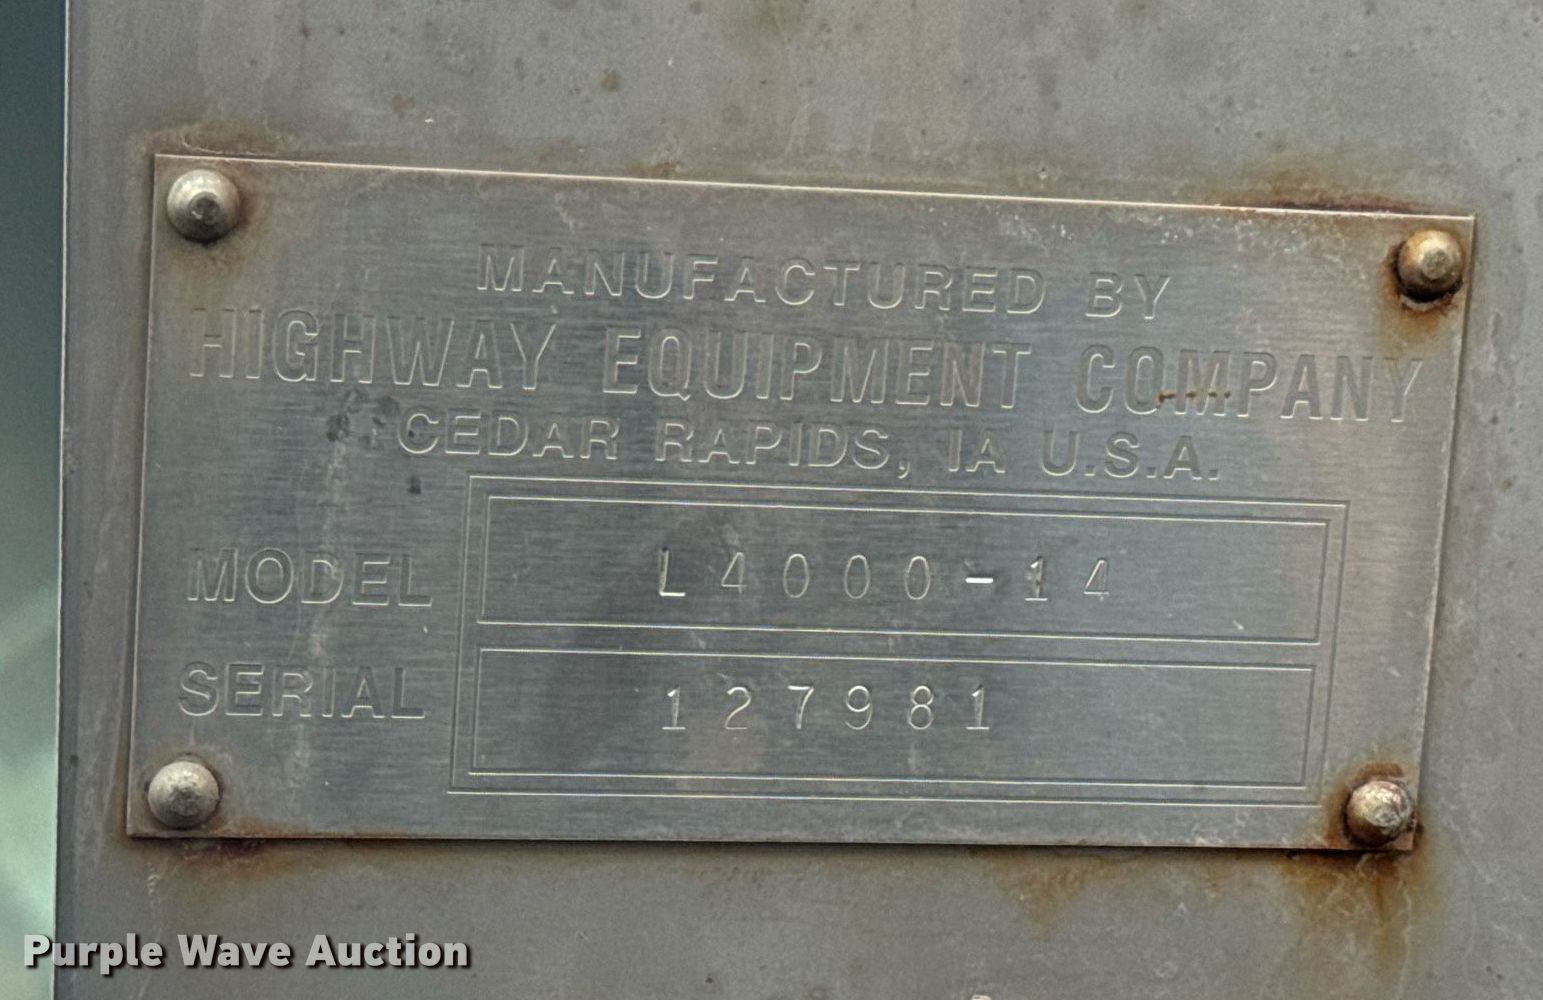 MANUFACTURED BY
HIGHWAY EQUIPMENT COMPANY
CEDAR RAPIDS, IA U.S.A.
MODEL L4000-14
SERIAL 127981
Purple Wave Auction